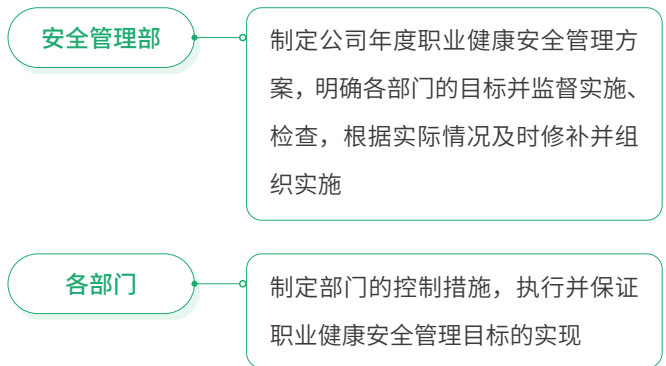 安全管理部
制定公司年度职业健康安全管理方
案，明确各部门的目标并监督实施、
检查，根据实际情况及时修补并组
织实施
各部门
制定部门的控制措施，执行并保证
职业健康安全管理目标的实现